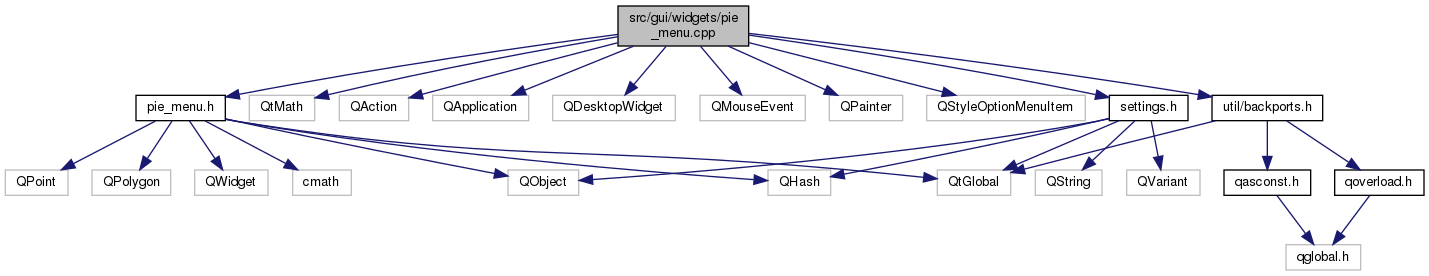 src/gui/widgets/pie
_menu.cpp
pie_menu.h
QtMath
QAction
QApplication
QDesktopWidget
QMouseEvent
QPainter
QStyleOptionMenuItem
settings.h
util/backports.h
QPoint
QPolygon
QWidget
cmath
QObject
QHash
QtGlobal
QString
QVariant
qasconst.h
qoverload.h
qglobal.h